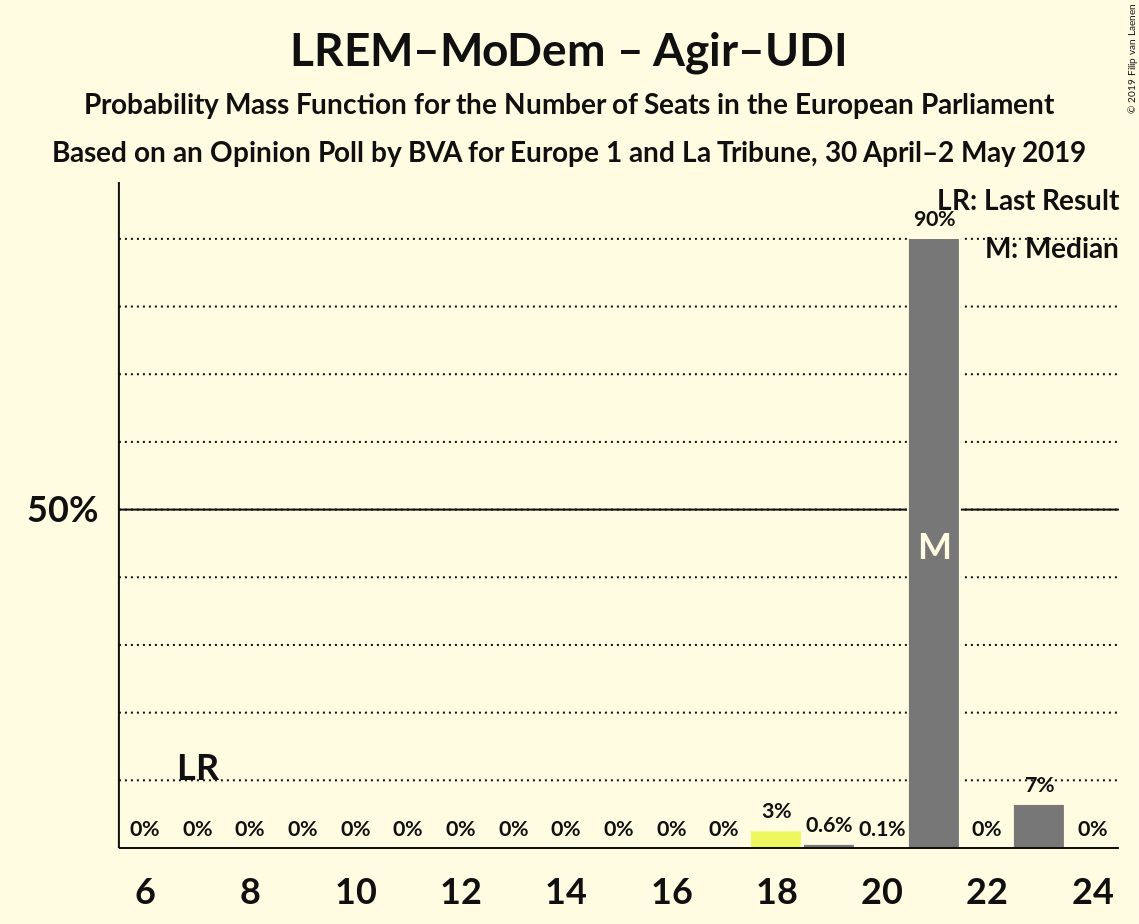 LREM–MoDem – Agir–UDI
Probability Mass Function for the Number of Seats in the European Parliament
Based on an Opinion Poll by BVA for Europe 1 and La Tribune, 30 April–2 May 2019
© 2019 Filip van Laenen
LR: Last Result
90%
M: Median
50%
M
LR
7%
3%
0% 0% 0% 0% 0% 0% 0% 0% 0% 0% 0% 0% 0.6% 0.1% 0% 0%
6 8 10 12 14 16 18 20 22 24